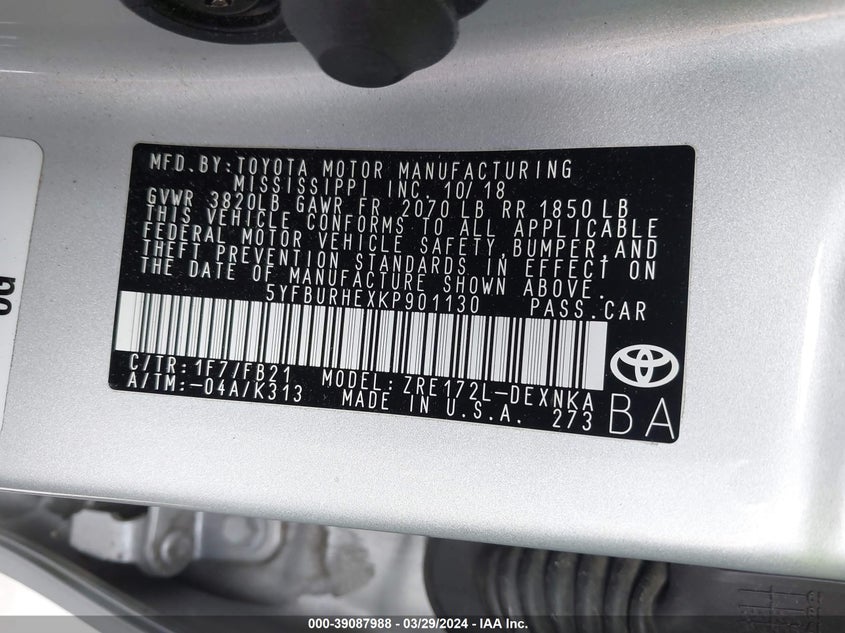 MFD.BY:TOYOTA MOTOR MANUFACTURING
MISSISSIPPI INC. 10/18
GVWR 3820LB GAWR FR 2070 LB RR 1850 LB
THIS VEHICLE CONFORMS TO ALL APPLICABLE
FEDERAL MOTOR VEHICLE SAFETY, BUMPER, AND
THEFT PREVENTION STANDARDS IN EFFECT ON
THE DATE OF MANUFACTURE SHOWN ABOVE.
5YFBURHEXKP901130 PASS.CAR
C/TR: 1F7/FB21 MODEL: ZRE172L-DEXNKA
A/TM:-04A/K313 MADE IN U.S.A. 273
BA
000-39087988 - 03/29/2024 - IAA Inc.